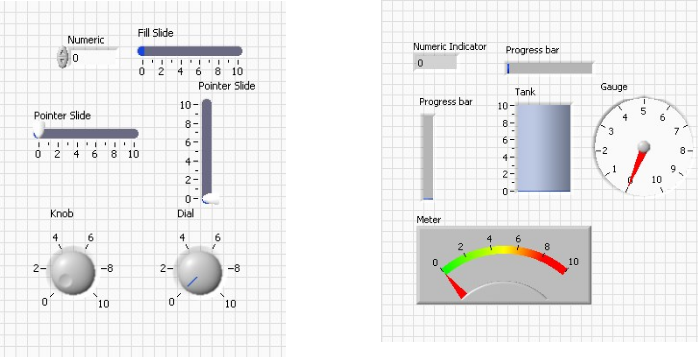 Numeric
0
Fill Slide
0 2 4 6 8 10
Pointer Slide
0 2 4 6 8 10
Pointer Slide
10
8
6
4
2
0
Knob
0 2 4 6 8 10
Dial
0 2 4 6 8 10
Numeric Indicator
0
Progress bar
Progress bar
Tank
10
8
6
4
2
0
Gauge
0 1 2 3 4 5 6 7 8 9 10
Meter
0 2 4 6 8 10